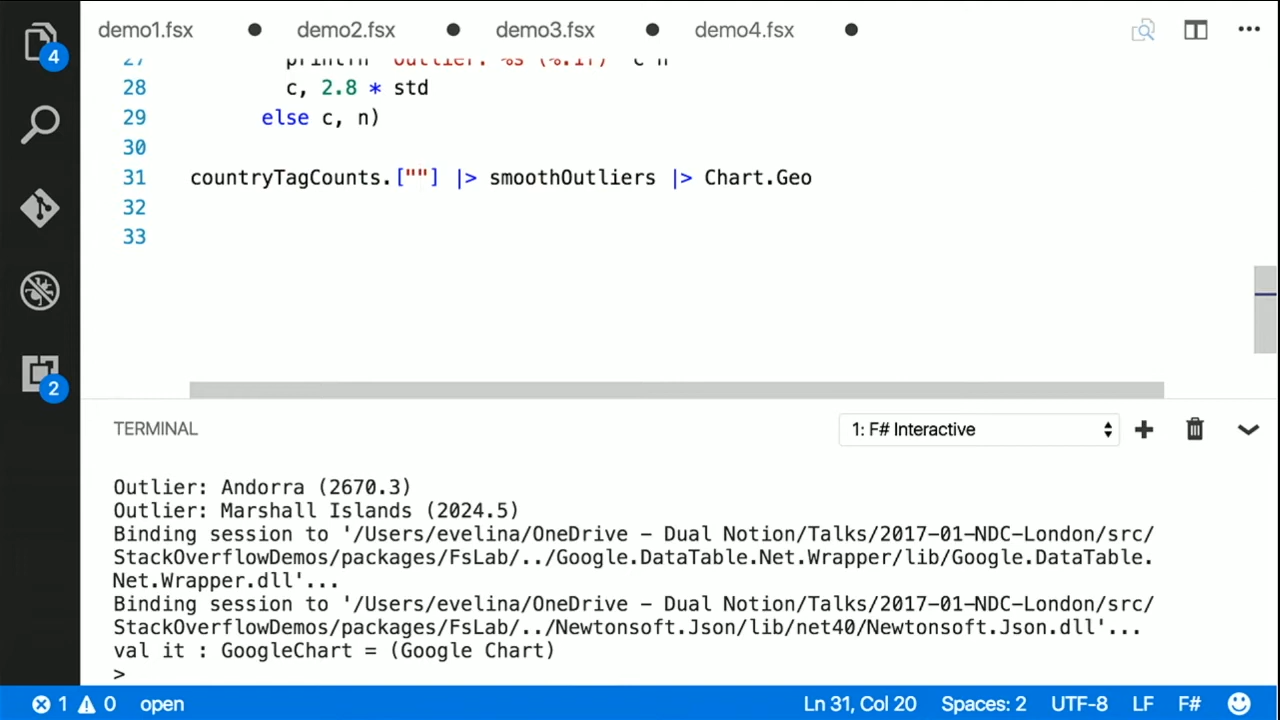 demo1.fsx demo2.fsx demo3.fsx demo4.fsx
4
27 printfn "Outlier: %s (%.1f)" c n
28 c, 2.8 * std
29 else c, n)
30
31 countryTagCounts.[""] |> smoothOutliers |> Chart.Geo
32
33
2
TERMINAL
1: F# Interactive
Outlier: Andorra (2670.3)
Outlier: Marshall Islands (2024.5)
Binding session to '/Users/evelina/OneDrive - Dual Notion/Talks/2017-01-NDC-London/src/
StackOverflowDemos/packages/FsLab/../Google.DataTable.Net.Wrapper/lib/Google.DataTable.
Net.Wrapper.dll'...
Binding session to '/Users/evelina/OneDrive - Dual Notion/Talks/2017-01-NDC-London/src/
StackOverflowDemos/packages/FsLab/../Newtonsoft.Json/lib/net40/Newtonsoft.Json.dll'...
val it : GoogleChart = (Google Chart)
>
1 0 open Ln 31, Col 20 Spaces: 2 UTF-8 LF F#